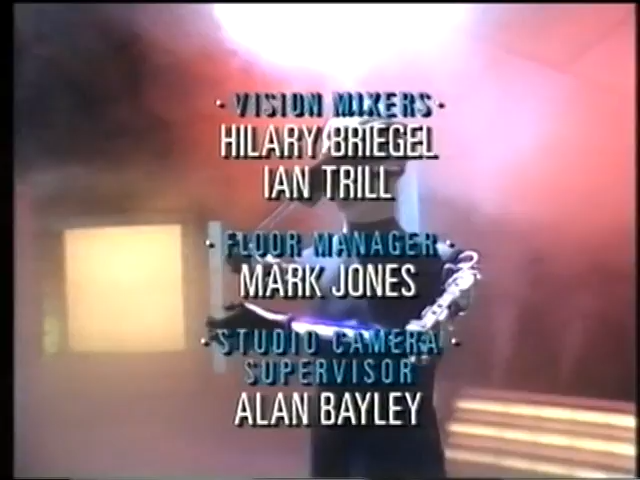 · VISION MIXERS ·
HILARY BRIEGEL
IAN TRILL
· FLOOR MANAGER ·
MARK JONES
· STUDIO CAMERA ·
SUPERVISOR
ALAN BAYLEY